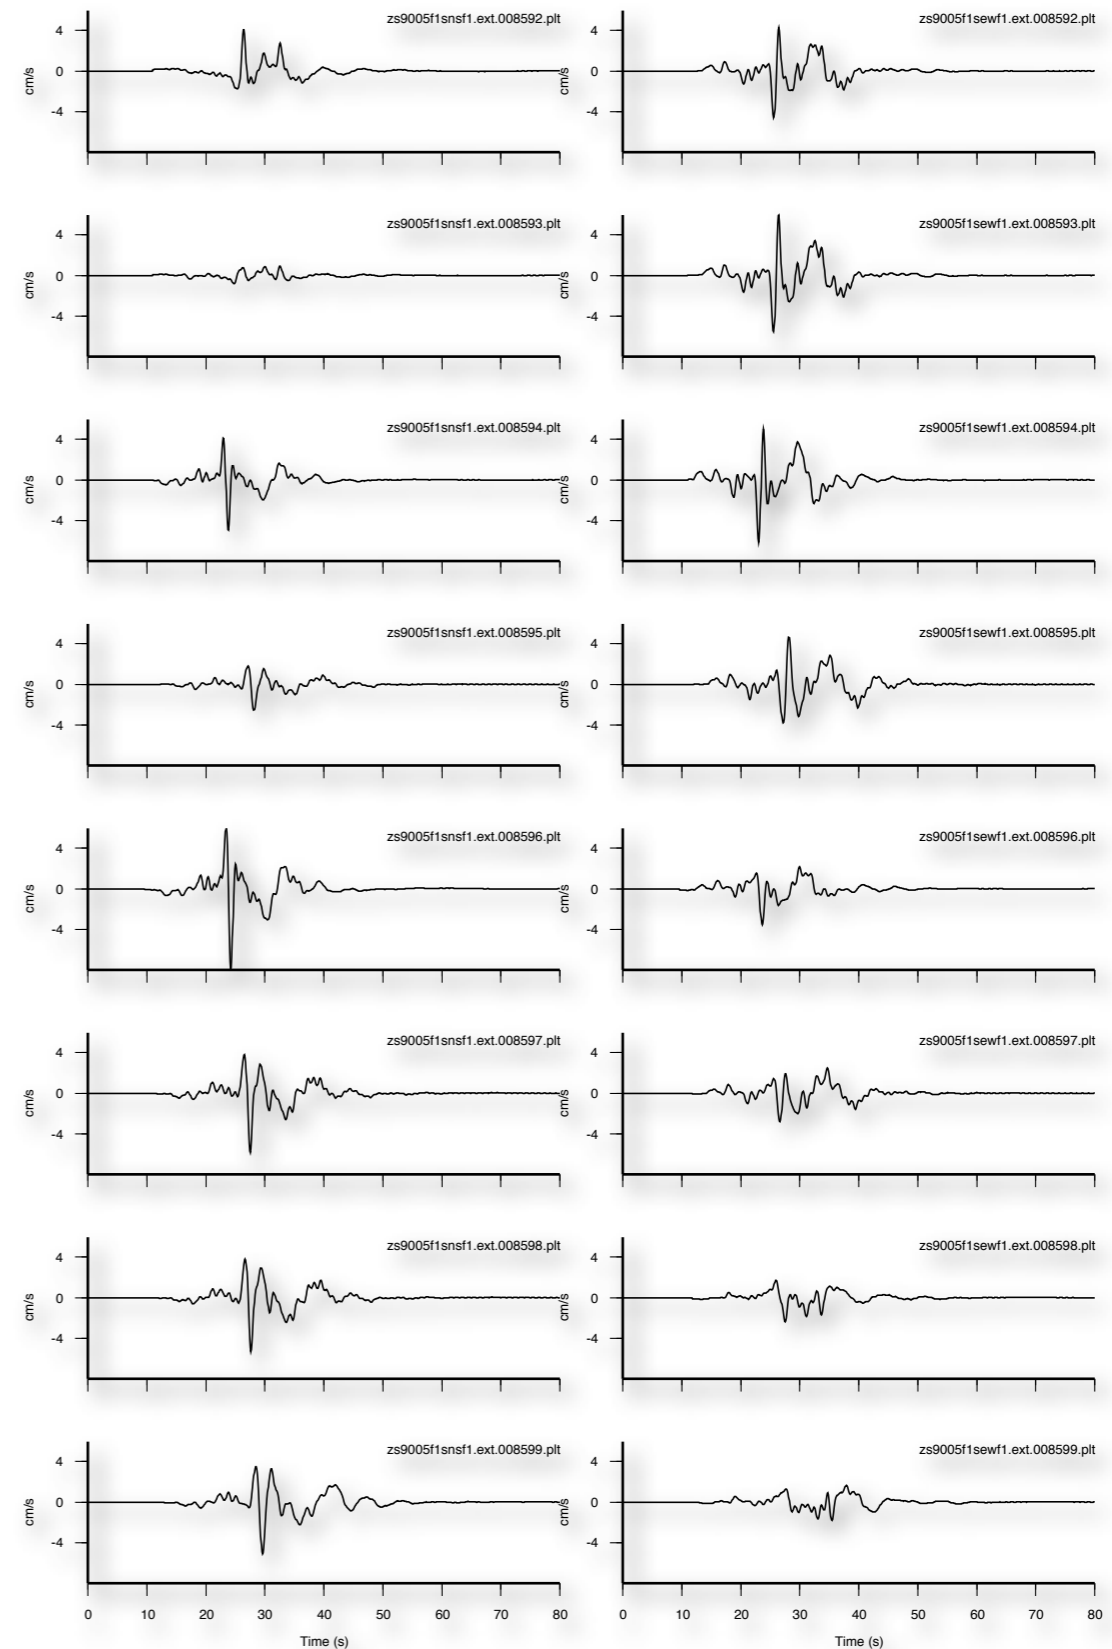 zs9005f1snsf1.ext.008592.plt
4
0
-4
cm/s
zs9005f1sewf1.ext.008592.plt
4
0
-4
cm/s
zs9005f1snsf1.ext.008593.plt
4
0
-4
cm/s
zs9005f1sewf1.ext.008593.plt
4
0
-4
cm/s
zs9005f1snsf1.ext.008594.plt
4
0
-4
cm/s
zs9005f1sewf1.ext.008594.plt
4
0
-4
cm/s
zs9005f1snsf1.ext.008595.plt
4
0
-4
cm/s
zs9005f1sewf1.ext.008595.plt
4
0
-4
cm/s
zs9005f1snsf1.ext.008596.plt
4
0
-4
cm/s
zs9005f1sewf1.ext.008596.plt
4
0
-4
cm/s
zs9005f1snsf1.ext.008597.plt
4
0
-4
cm/s
zs9005f1sewf1.ext.008597.plt
4
0
-4
cm/s
zs9005f1snsf1.ext.008598.plt
4
0
-4
cm/s
zs9005f1sewf1.ext.008598.plt
4
0
-4
cm/s
zs9005f1snsf1.ext.008599.plt
4
0
-4
cm/s
0 10 20 30 40 50 60 70 80
Time (s)
zs9005f1sewf1.ext.008599.plt
4
0
-4
cm/s
0 10 20 30 40 50 60 70 80
Time (s)